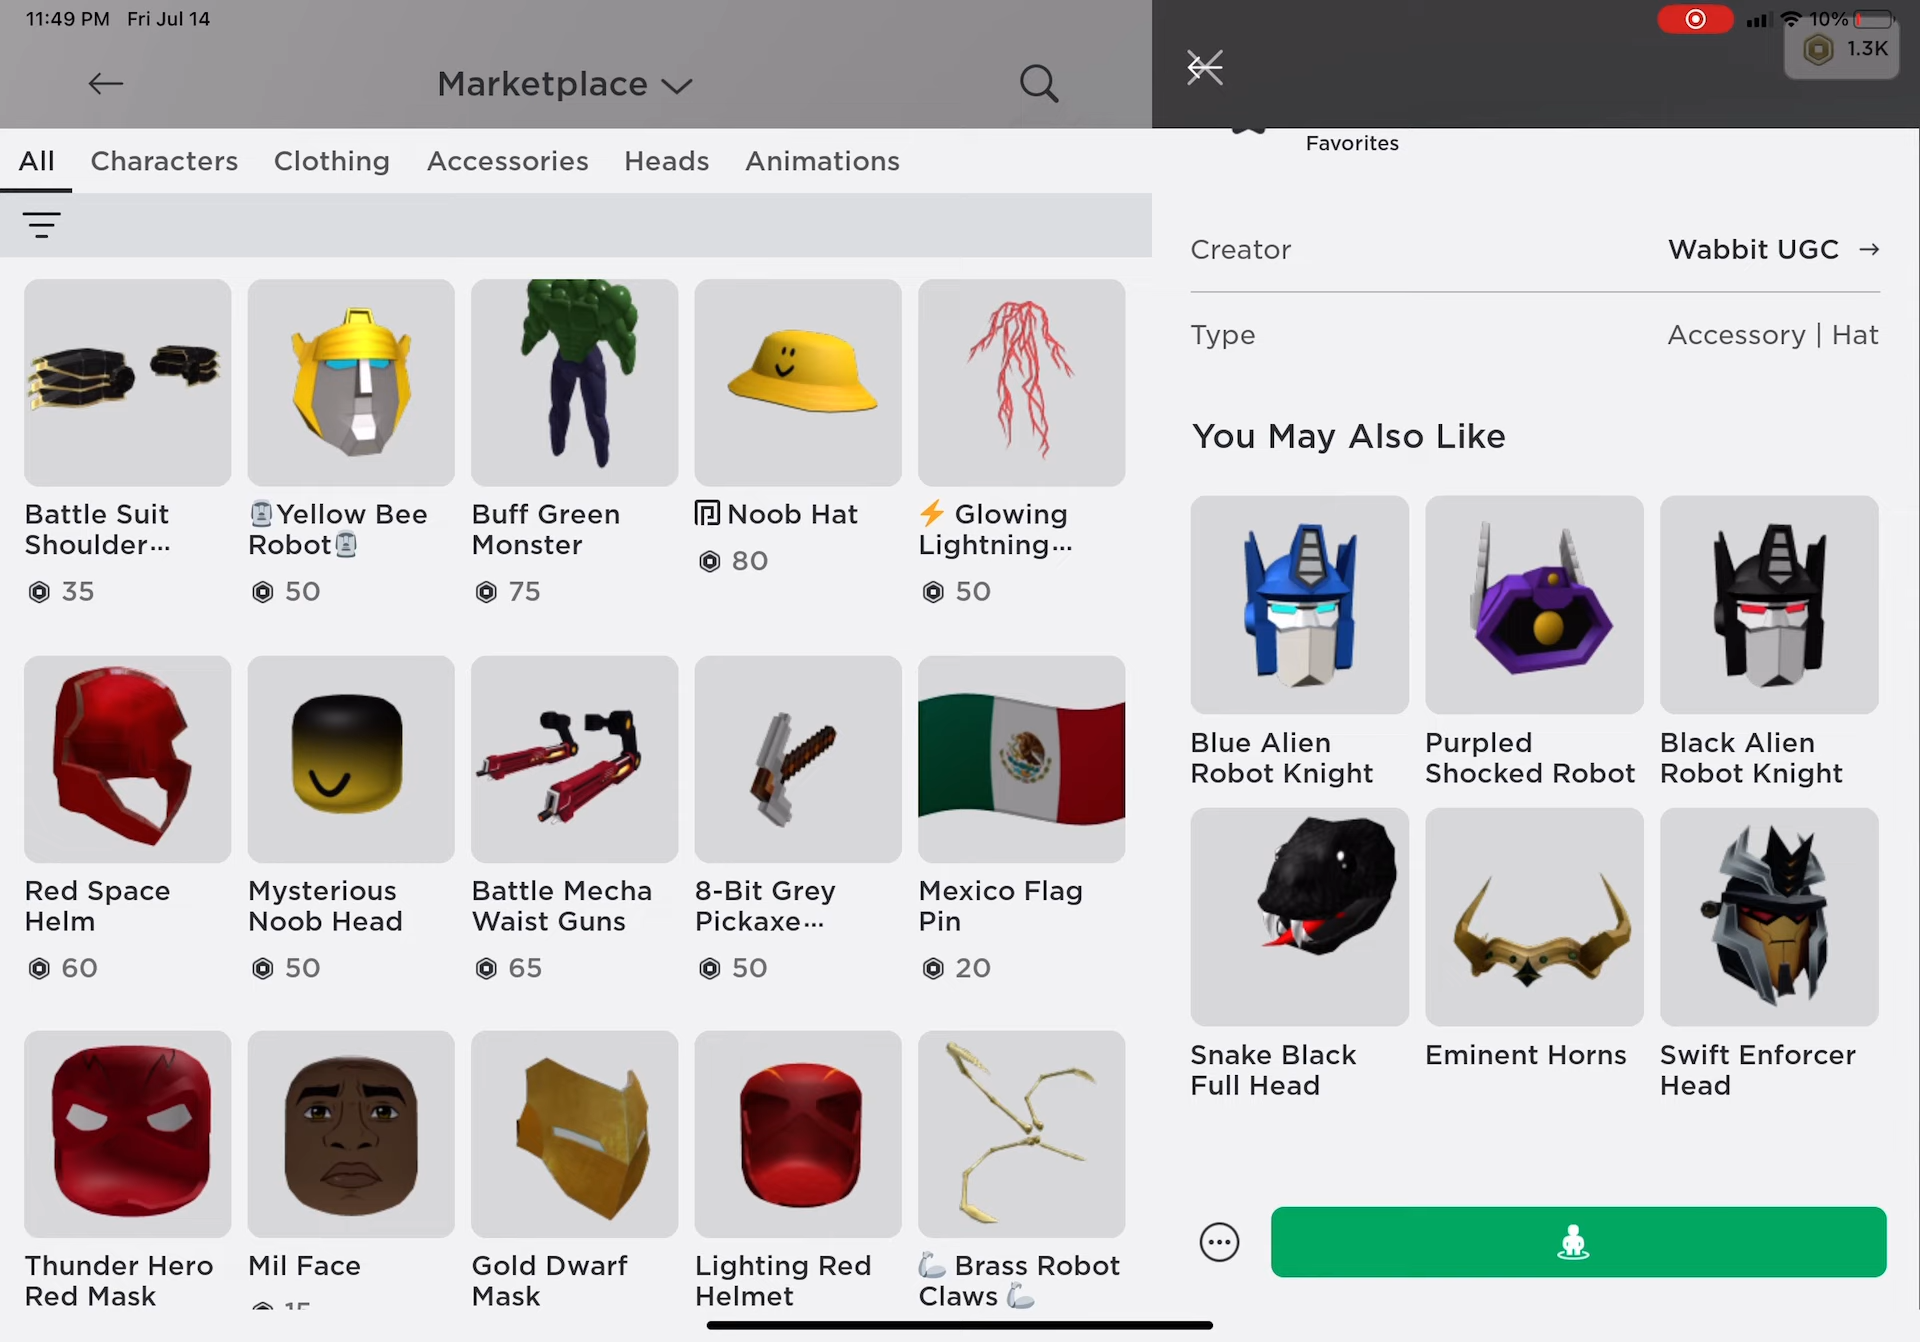 11:49 PM Fri Jul 14
10%
1.3K
Marketplace
All Characters Clothing Accessories Heads Animations
Battle Suit
Shoulder...
35
Yellow Bee
Robot
50
Buff Green
Monster
75
Noob Hat
80
⚡ Glowing
Lightning...
50
Red Space
Helm
60
Mysterious
Noob Head
50
Battle Mecha
Waist Guns
65
8-Bit Grey
Pickaxe...
50
Mexico Flag
Pin
20
Thunder Hero
Red Mask
Mil Face
15
Gold Dwarf
Mask
Lighting Red
Helmet
🦾 Brass Robot
Claws 🦾
Favorites
Creator Wabbit UGC →
Type Accessory | Hat
You May Also Like
Blue Alien
Robot Knight
Purpled
Shocked Robot
Black Alien
Robot Knight
Snake Black
Full Head
Eminent Horns
Swift Enforcer
Head